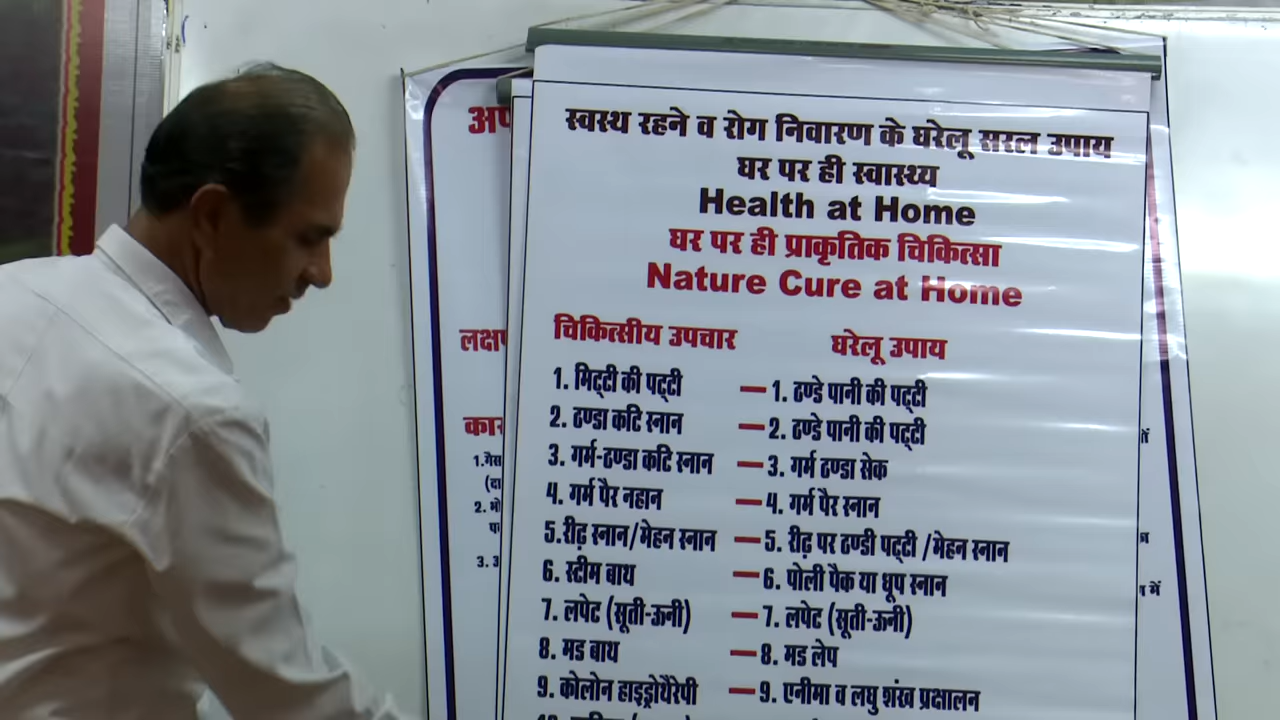 स्वस्थ रहने व रोग निवारण के घरेलू सरल उपाय
घर पर ही स्वास्थ्य
Health at Home
घर पर ही प्राकृतिक चिकित्सा
Nature Cure at Home
चिकित्सीय उपचार घरेलू उपाय
1. मिट्टी की पट्टी — 1. ठण्डे पानी की पट्टी
2. ठण्डा कटि स्नान — 2. ठण्डे पानी की पट्टी
3. गर्म-ठण्डा कटि स्नान — 3. गर्म ठण्डा सेक
4. गर्म पैर नहान — 4. गर्म पैर स्नान
5.रीढ़ स्नान/मेहन स्नान — 5. रीढ़ पर ठण्डी पट्टी /मेहन स्नान
6. स्टीम बाथ — 6. पोली पैक या धूप स्नान
7. लपेट (सूती-ऊनी) — 7. लपेट (सूती-ऊनी)
8. मड बाथ — 8. मड लेप
9. कोलोन हाइड्रोथैरेपी — 9. एनीमा व लघु शंख प्रक्षालन